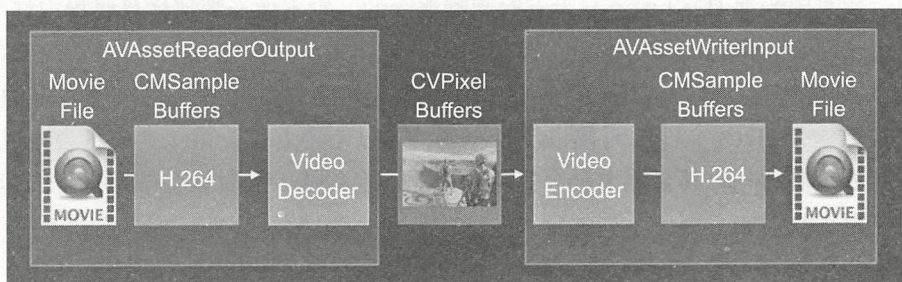 AVAssetReaderOutput
AVAssetWriterInput
Movie
File
CMSample
Buffers
CVPixel
Buffers
CMSample
Buffers
Movie
File
MOVIE
H.264
Video
Decoder
Video
Encoder
H.264
MOVIE